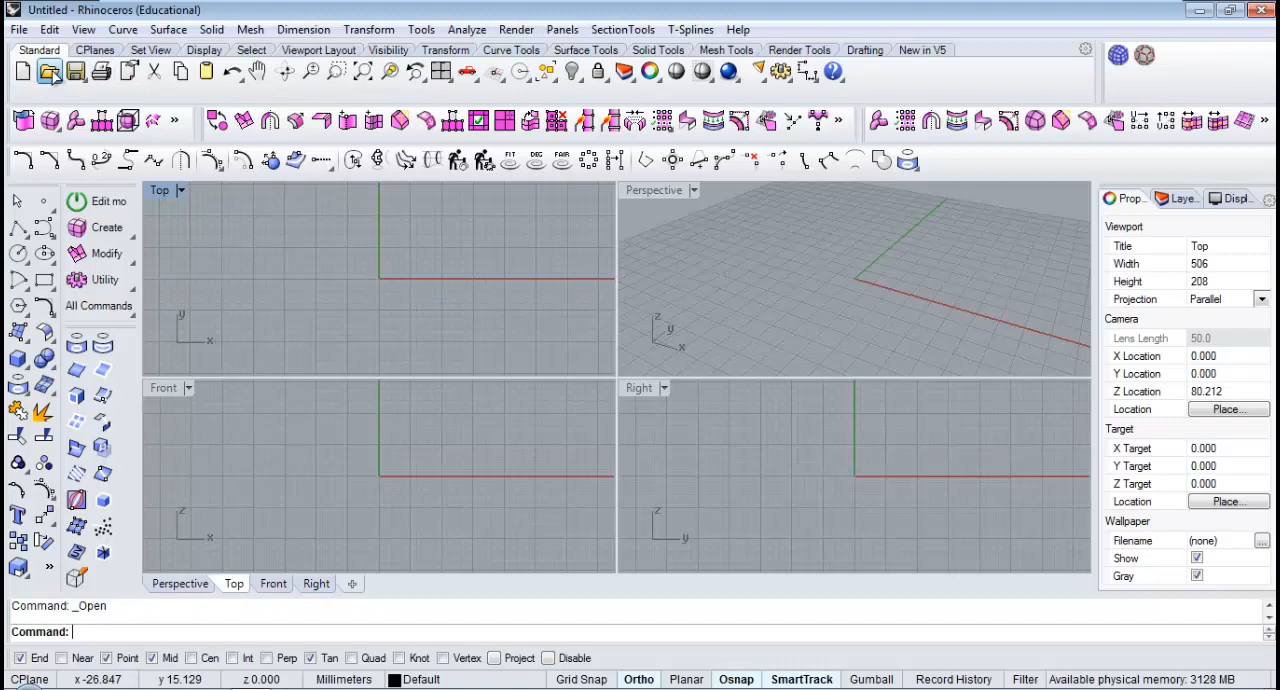 Untitled - Rhinoceros (Educational)
File Edit View Curve Surface Solid Mesh Dimension Transform Tools Analyze Render Panels SectionTools T-Splines Help
Standard CPlanes Set View Display Select Viewport Layout Visibility Transform Curve Tools Surface Tools Solid Tools Mesh Tools Render Tools Drafting New in V5
FIT DEG FAIR
Edit mo
Create
Modify
Utility
All Commands
Top
y
x
Perspective
z
y
x
Front
z
x
Right
z
y
Prop... Laye... Displ...
Viewport
Title Top
Width 506
Height 208
Projection Parallel
Camera
Lens Length 50.0
X Location 0.000
Y Location 0.000
Z Location 80.212
Location Place...
Target
X Target 0.000
Y Target 0.000
Z Target 0.000
Location Place...
Wallpaper
Filename (none) ...
Show
Gray
Perspective Top Front Right
Command: _Open
Command:
End Near Point Mid Cen Int Perp Tan Quad Knot Vertex Project Disable
CPlane x -26.847 y 15.129 z 0.000 Millimeters Default Grid Snap Ortho Planar Osnap SmartTrack Gumball Record History Filter Available physical memory: 3128 MB